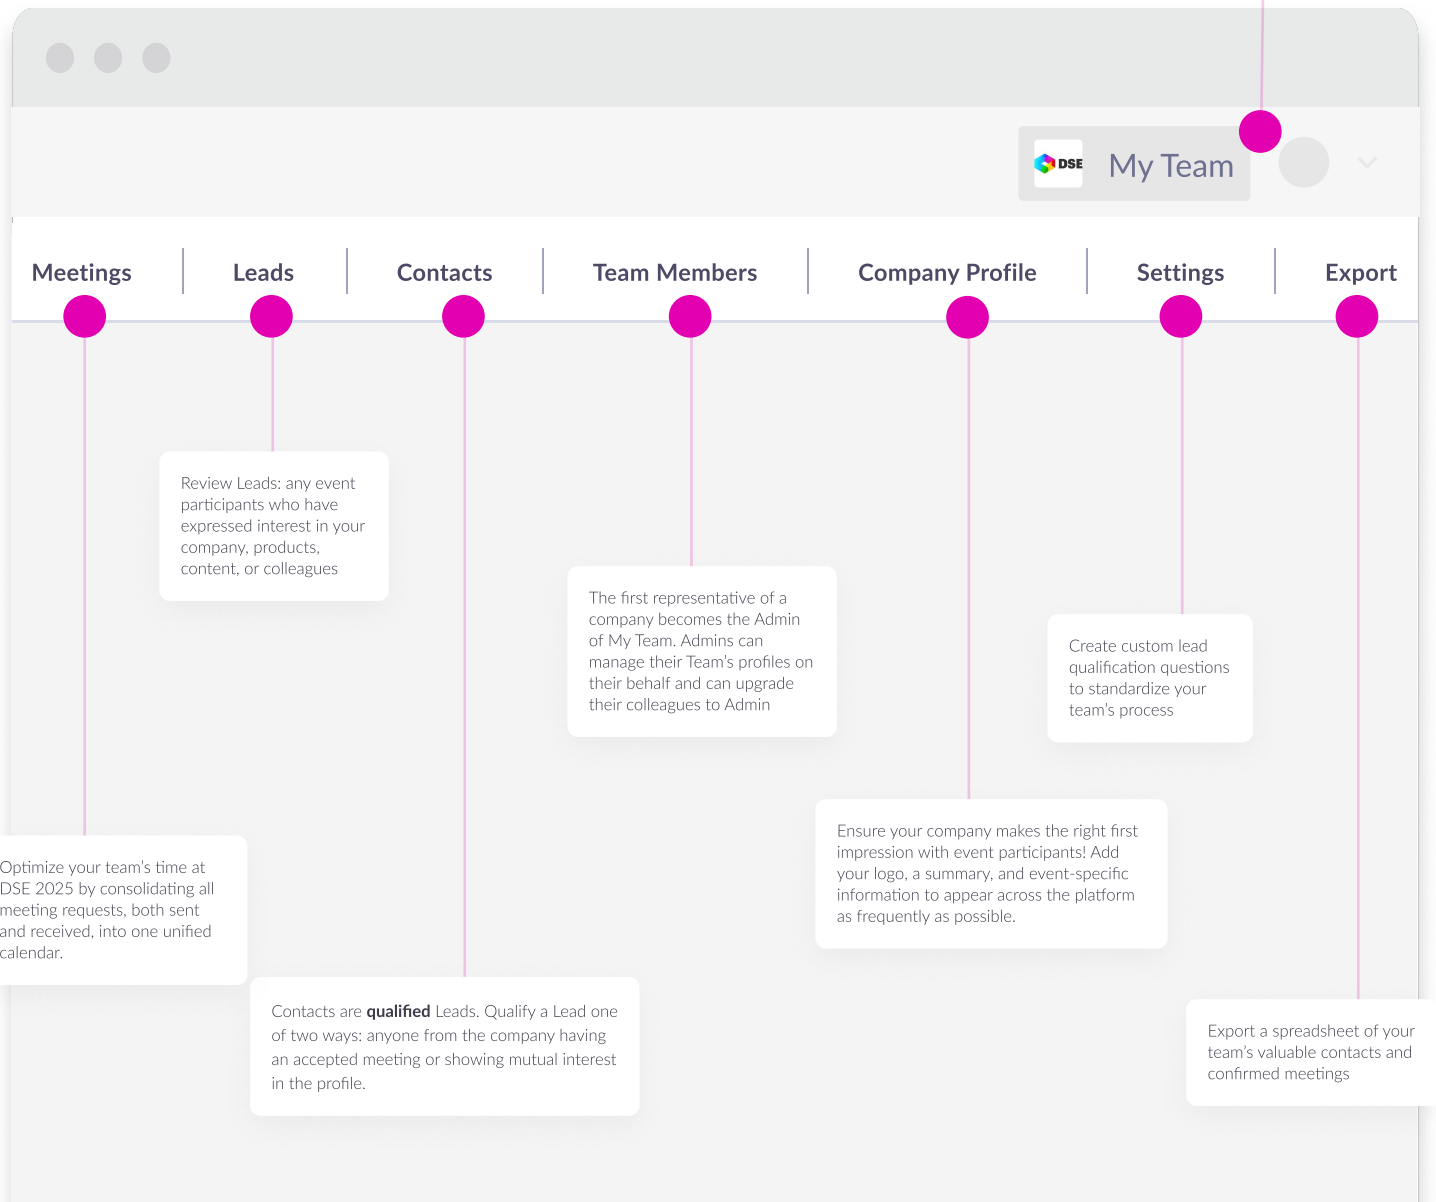 DSE My Team
Meetings
Leads
Contacts
Team Members
Company Profile
Settings
Export
Review Leads: any event
participants who have
expressed interest in your
company, products,
content, or colleagues
The first representative of a
company becomes the Admin
of My Team. Admins can
manage their Team's profiles on
their behalf and can upgrade
their colleagues to Admin
Create custom lead
qualification questions
to standardize your
team's process
Ensure your company makes the right first
impression with event participants! Add
your logo, a summary, and event-specific
information to appear across the platform
as frequently as possible.
Optimize your team's time at
DSE 2025 by consolidating all
meeting requests, both sent
and received, into one unified
calendar.
Contacts are qualified Leads. Qualify a Lead one
of two ways: anyone from the company having
an accepted meeting or showing mutual interest
in the profile.
Export a spreadsheet of your
team's valuable contacts and
confirmed meetings